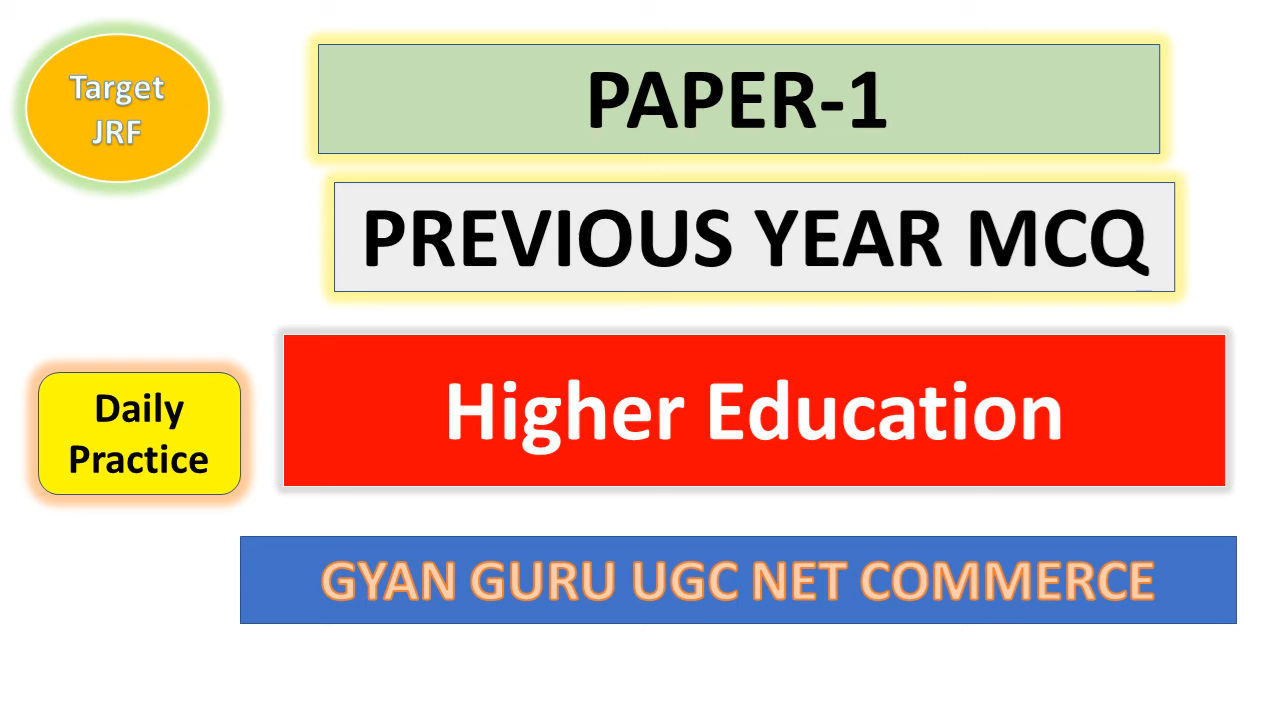 Target
JRF
PAPER-1
PREVIOUS YEAR MCQ
Higher Education
Daily
Practice
GYAN GURU UGC NET COMMERCE